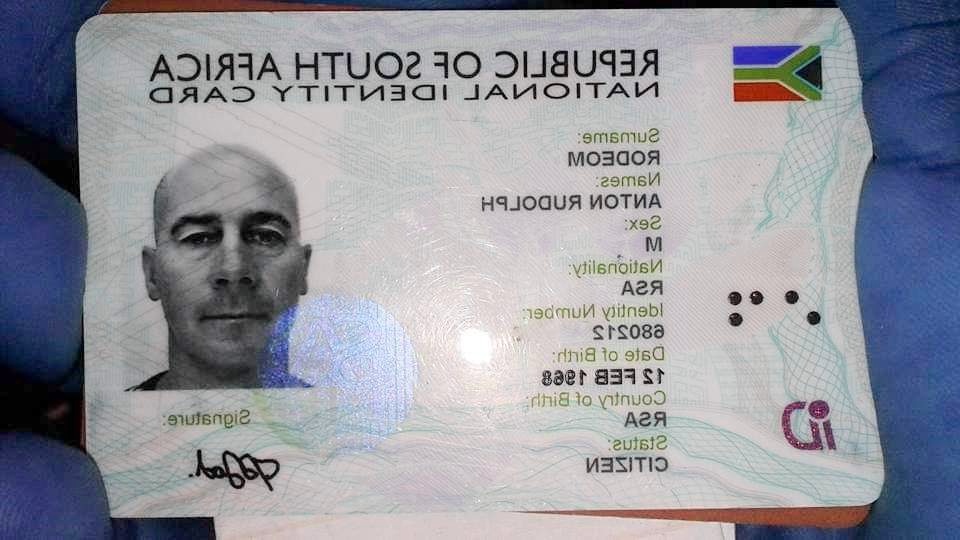 REPUBLIC OF SOUTH AFRICA
NATIONAL IDENTITY CARD
Surname:
RODEOM
Names:
ANTON RUDOLPH
Sex:
M
Nationality:
RSA
Identity Number:
680212
Date of Birth:
12 FEB 1968
Country of Birth:
RSA
Status:
CITIZEN
Signature:
iD